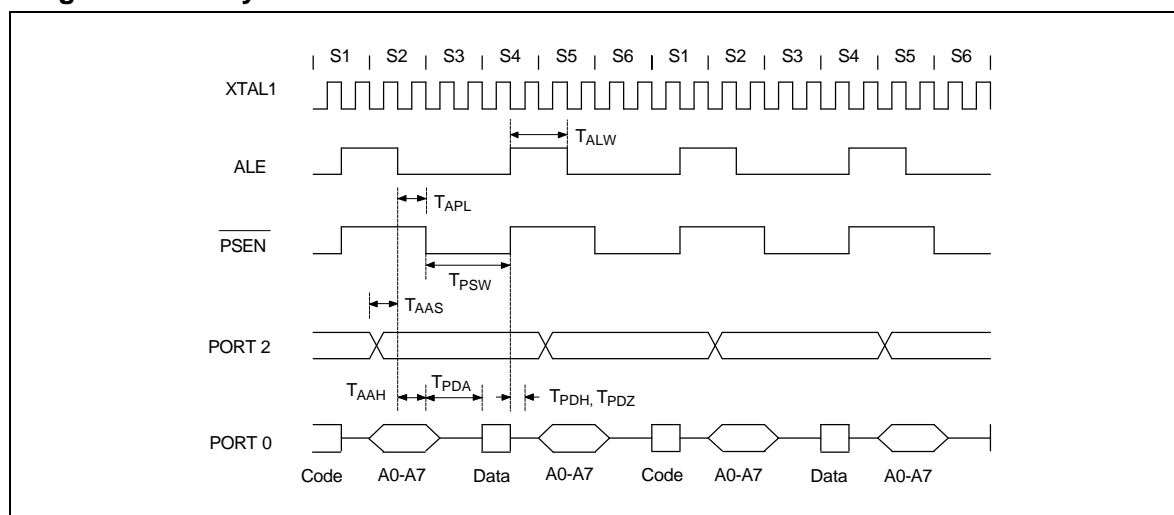 S1 S2 S3 S4 S5 S6 S1 S2 S3 S4 S5 S6
XTAL1
TALW
ALE
TAPL
PSEN
TPSW
TAAS
PORT 2
TAAH TPDA TPDH, TPDZ
PORT 0
Code A0-A7 Data A0-A7 Code A0-A7 Data A0-A7